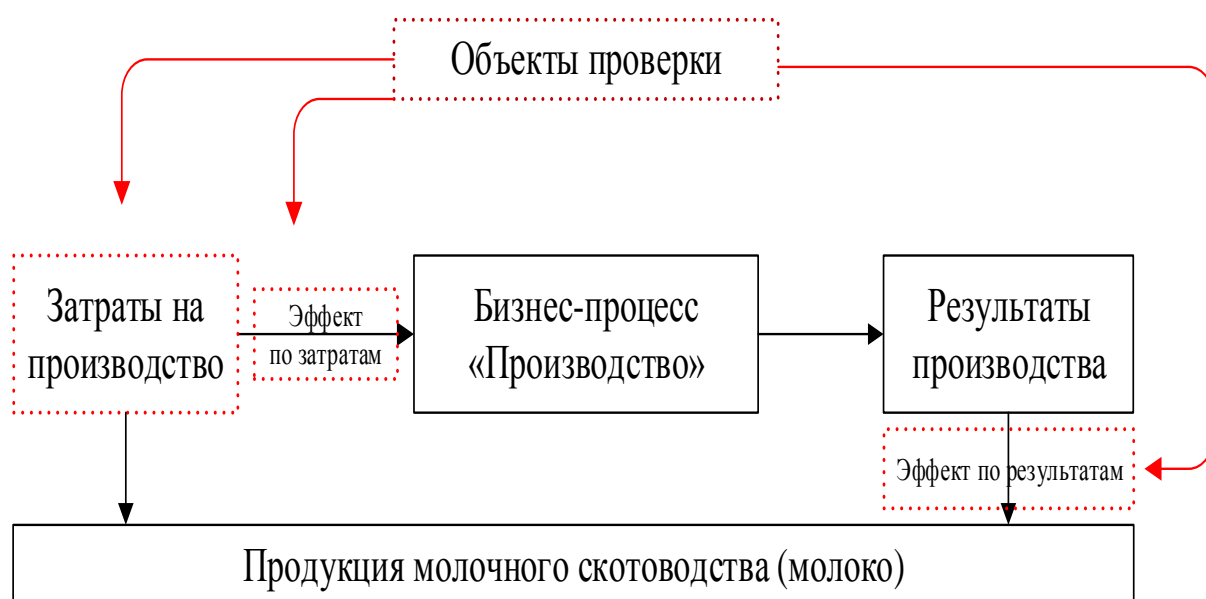 Объекты проверки
Затраты на
производство
Эффект
по затратам
Бизнес-процесс
«Производство»
Результаты
производства
Эффект по результатам
Продукция молочного скотоводства (молоко)